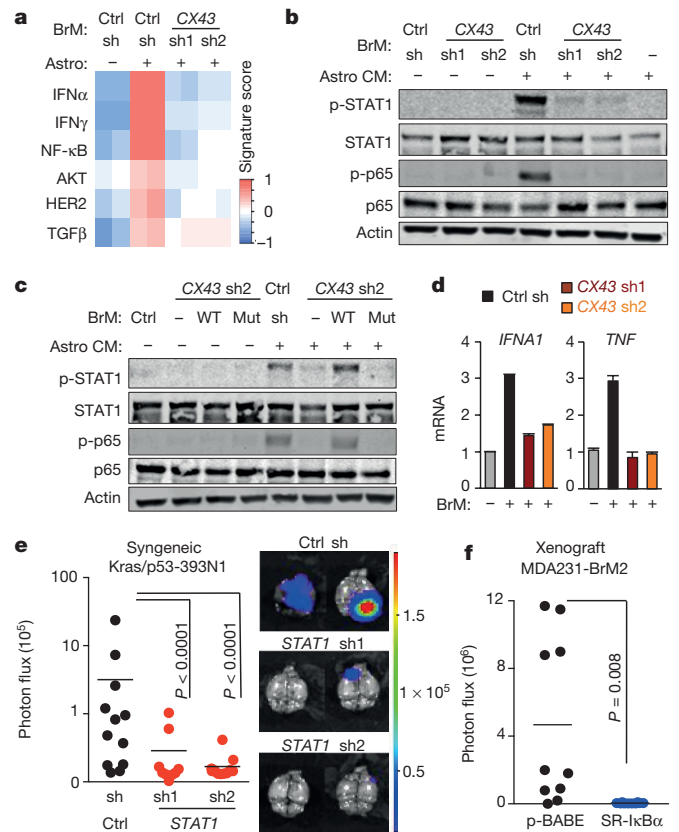 a
BrM: Ctrl Ctrl CX43
sh sh sh1 sh2
Astro: – + + +
IFNα
IFNγ
NF-κB
AKT
HER2
TGFβ
Signature score
1
0
−1
b
Ctrl CX43 Ctrl CX43
BrM: sh sh1 sh2 sh sh1 sh2 –
Astro CM: – – – + + + +
p-STAT1
STAT1
p-p65
p65
Actin
c
CX43 sh2 Ctrl CX43 sh2
BrM: Ctrl – WT Mut sh – WT Mut
Astro CM: – – – – + + + +
p-STAT1
STAT1
p-p65
p65
Actin
d
Ctrl sh
CX43 sh1
CX43 sh2
IFNA1 TNF
mRNA
4 4
3 3
2 2
1 1
0 0
BrM: – + + + – + + +
e
Syngeneic
Kras/p53-393N1
Photon flux (10⁵)
100
10
1
0
P < 0.0001
P < 0.0001
sh sh1 sh2
Ctrl STAT1
Ctrl sh
STAT1 sh1
STAT1 sh2
1.5
1 × 10⁵
0.5
f
Xenograft
MDA231-BrM2
Photon flux (10⁶)
12
8
4
0
P = 0.008
p-BABE SR-IκBα